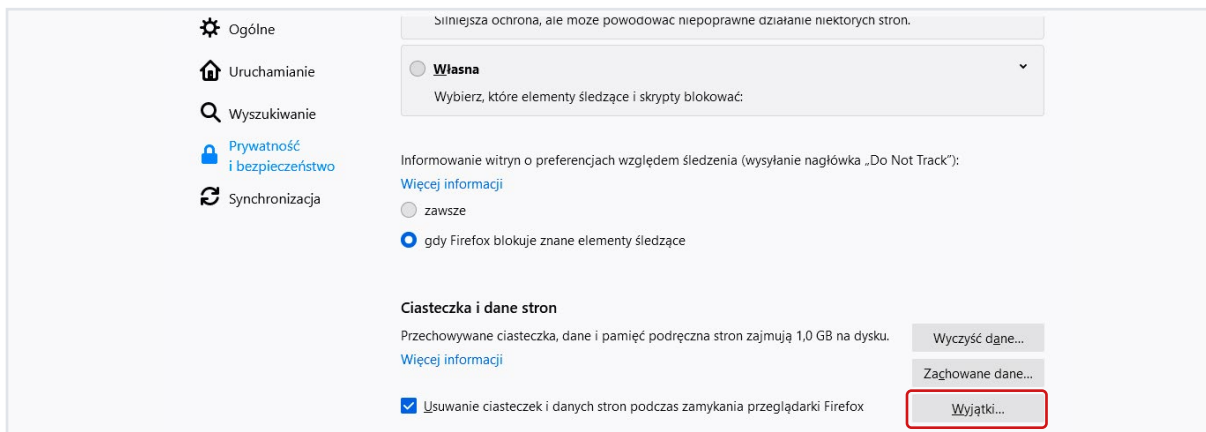 Ogólne
Uruchamianie
Wyszukiwanie
Prywatność
i bezpieczeństwo
Synchronizacja
Silniejsza ochrona, ale może powodować niepoprawne działanie niektórych stron.
Własna
Wybierz, które elementy śledzące i skrypty blokować:
Informowanie witryn o preferencjach względem śledzenia (wysyłanie nagłówka „Do Not Track”):
Więcej informacji
zawsze
gdy Firefox blokuje znane elementy śledzące
Ciasteczka i dane stron
Przechowywane ciasteczka, dane i pamięć podręczna stron zajmują 1,0 GB na dysku.
Więcej informacji
Wyczyść dane...
Zachowane dane...
Usuwanie ciasteczek i danych stron podczas zamykania przeglądarki Firefox
Wyjątki...